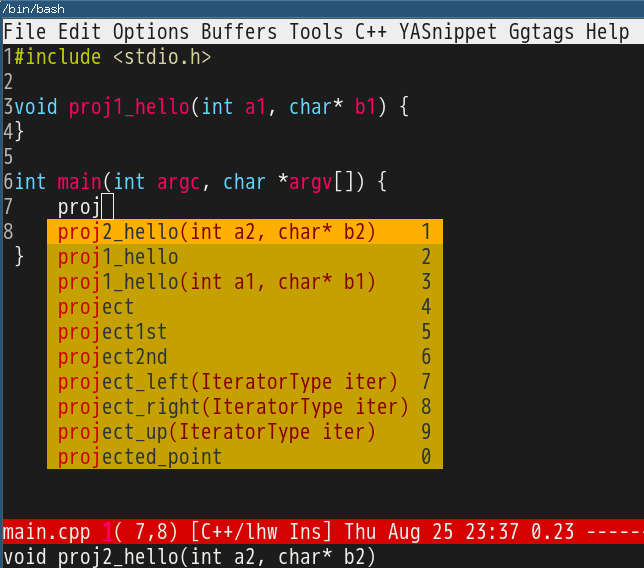 /bin/bash
File Edit Options Buffers Tools C++ YASnippet Ggtags Help
1#include <stdio.h>
2
3void proj1_hello(int a1, char* b1) {
4}
5
6int main(int argc, char *argv[]) {
7    proj
8   proj2_hello(int a2, char* b2)    1
 }  proj1_hello                      2
    proj1_hello(int a1, char* b1)    3
    project                          4
    project1st                       5
    project2nd                       6
    project_left(IteratorType iter)  7
    project_right(IteratorType iter) 8
    project_up(IteratorType iter)    9
    projected_point                  0
main.cpp 1( 7,8) [C++/lhw Ins] Thu Aug 25 23:37 0.23 ------
void proj2_hello(int a2, char* b2)